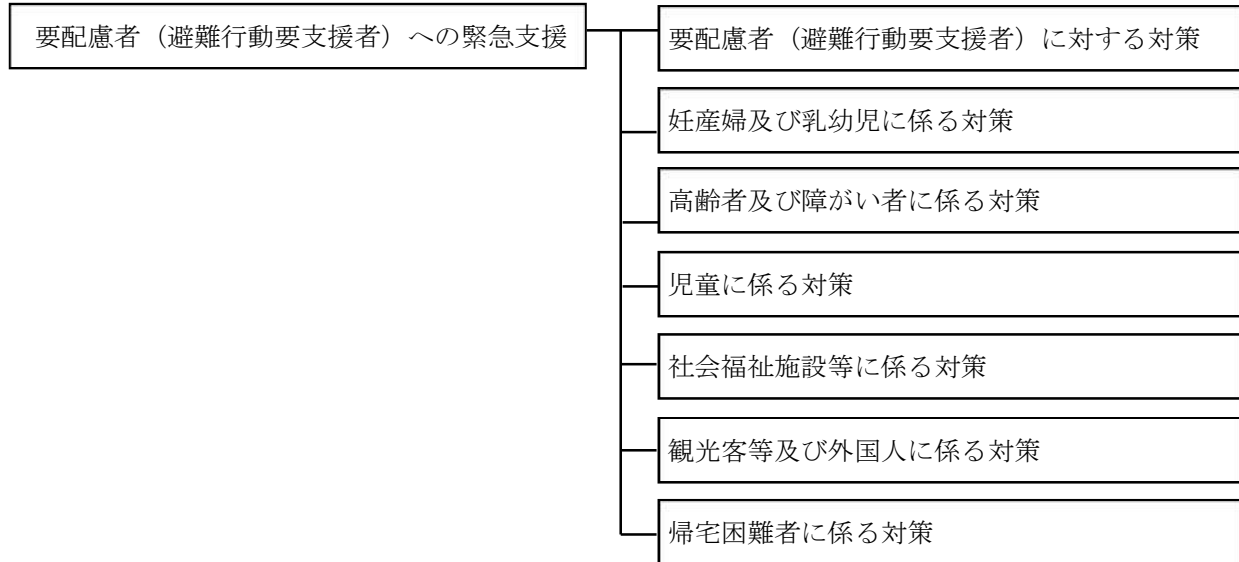 要配慮者（避難行動要支援者）への緊急支援
要配慮者（避難行動要支援者）に対する対策
妊産婦及び乳幼児に係る対策
高齢者及び障がい者に係る対策
児童に係る対策
社会福祉施設等に係る対策
観光客等及び外国人に係る対策
帰宅困難者に係る対策